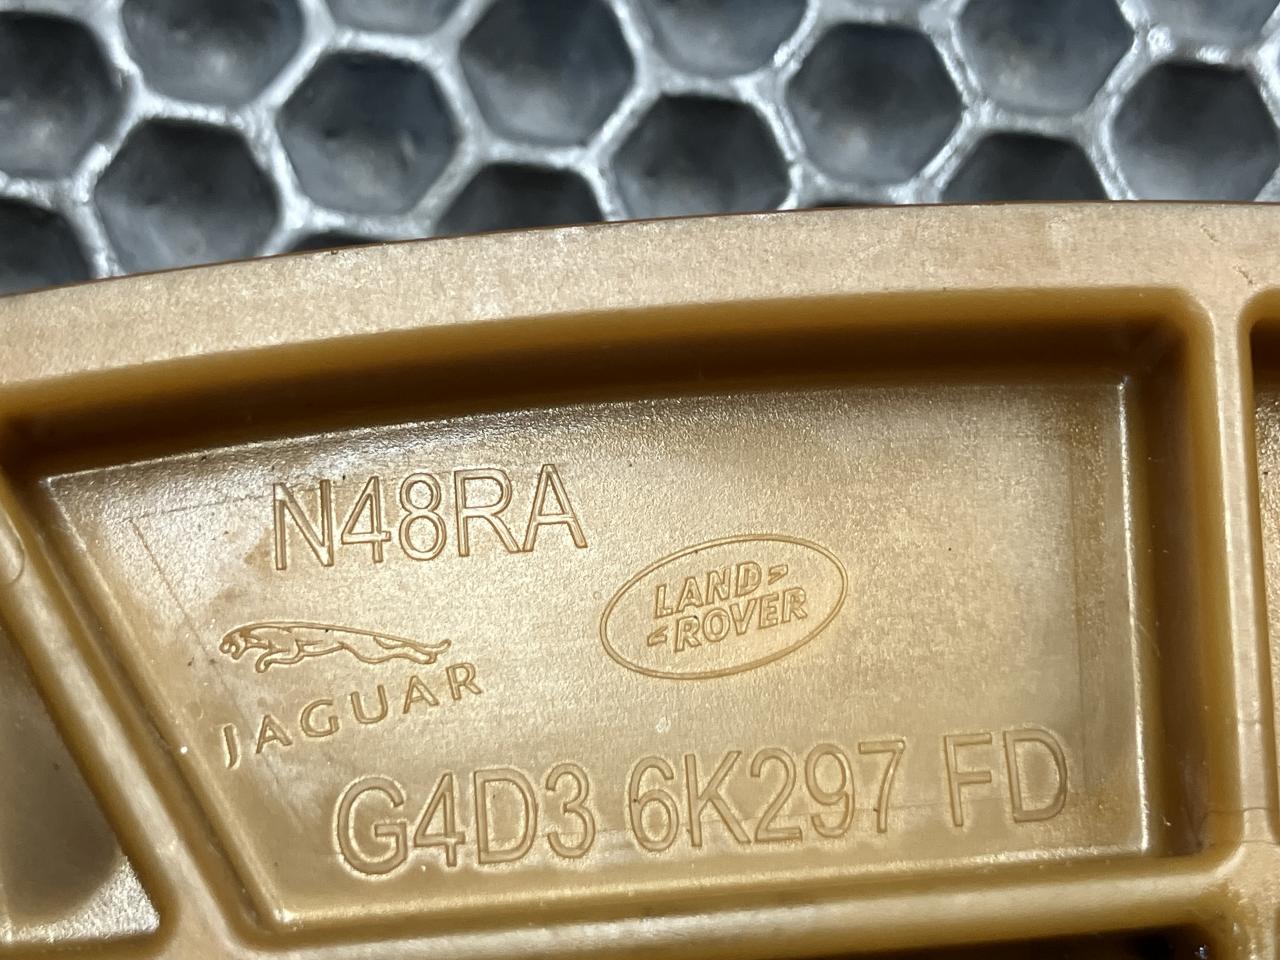 N48RA
LAND-
-ROVER
JAGUAR
G4D3 6K297 FD